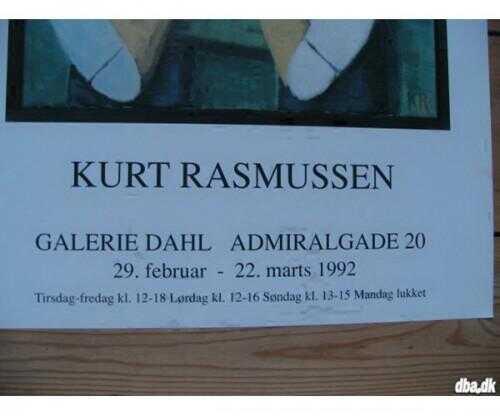 KR
KURT RASMUSSEN
GALERIE DAHL ADMIRALGADE 20
29. februar - 22. marts 1992
Tirsdag-fredag kl. 12-18 Lørdag kl. 12-16 Søndag kl. 13-15 Mandag lukket
dba.dk